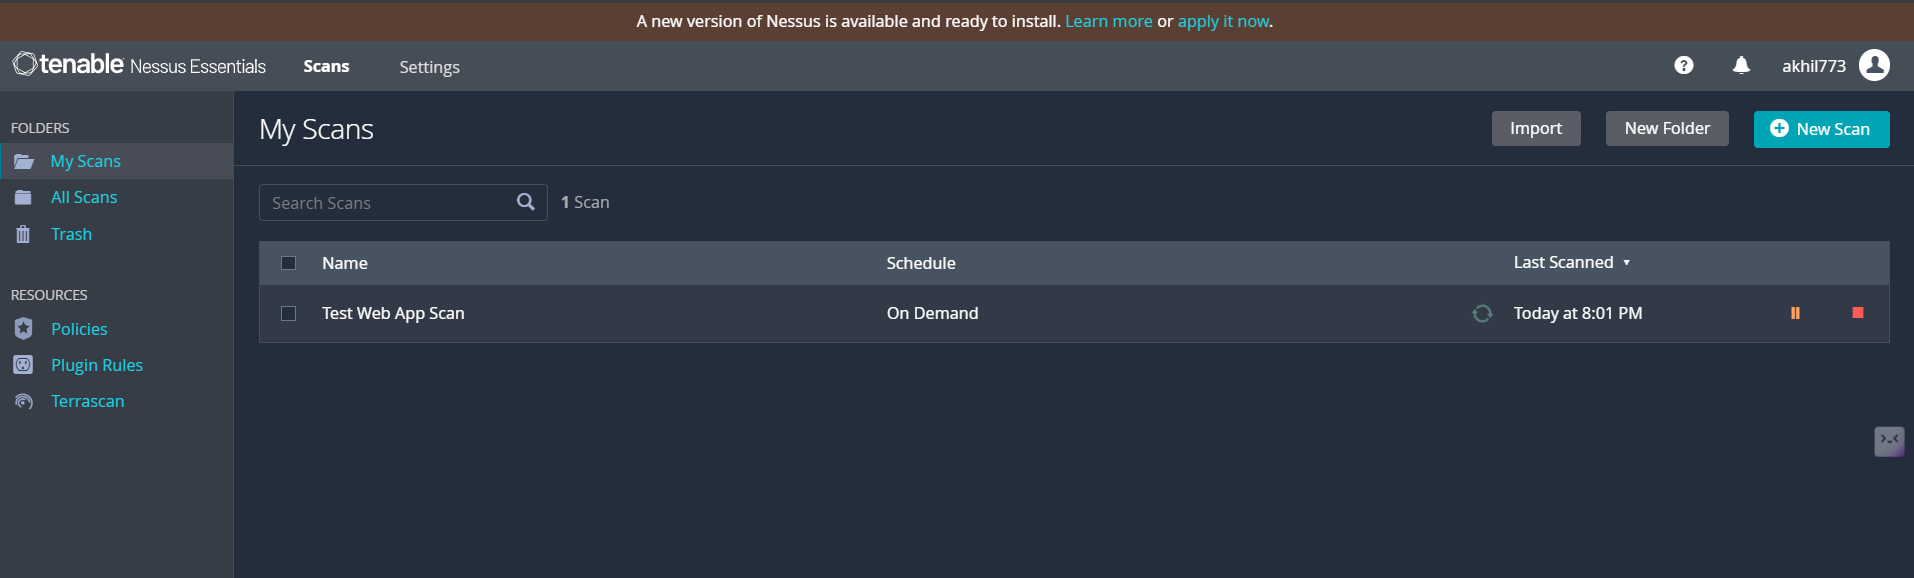 A new version of Nessus is available and ready to install. Learn more or apply it now.
tenable Nessus Essentials Scans Settings ? akhil773
FOLDERS
My Scans
All Scans
Trash
RESOURCES
Policies
Plugin Rules
Terrascan
My Scans Import New Folder New Scan
Search Scans 1 Scan
Name Schedule Last Scanned ▼
Test Web App Scan On Demand Today at 8:01 PM